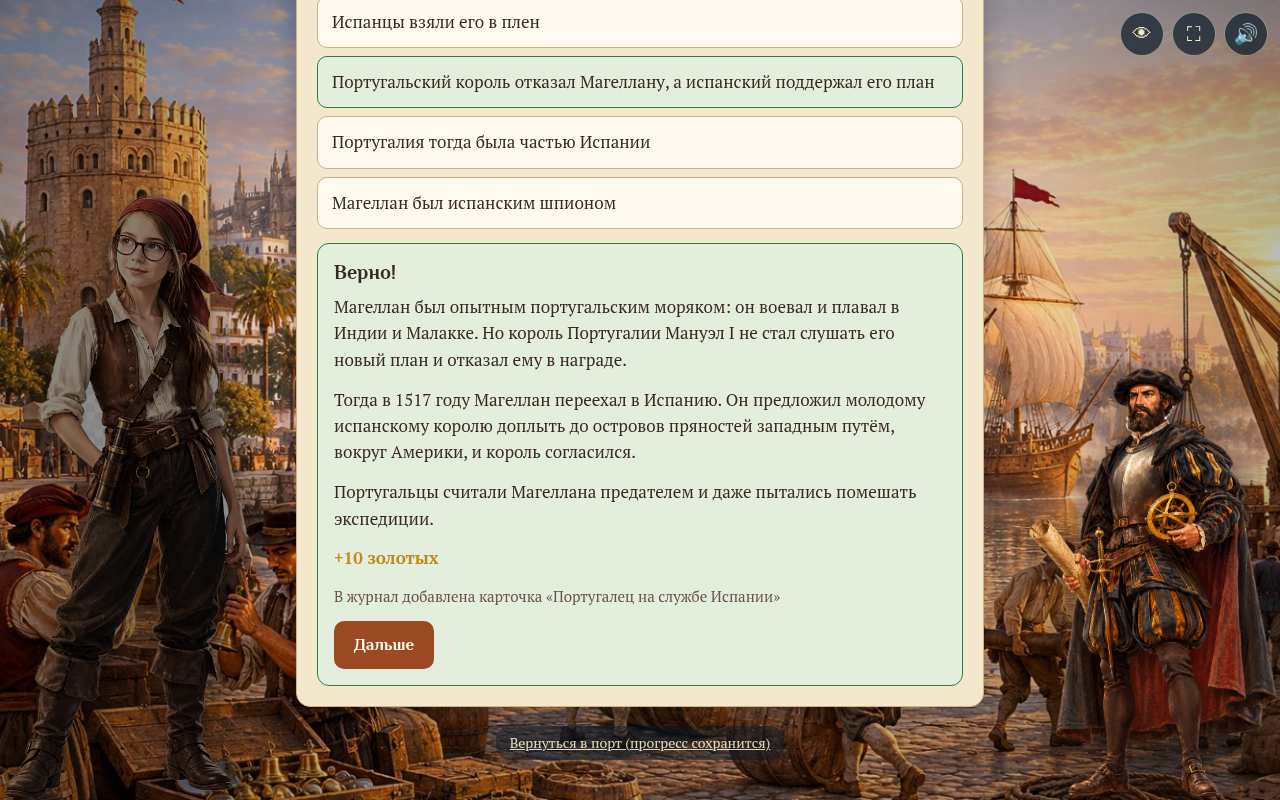 Испанцы взяли его в плен
Португальский король отказал Магеллану, а испанский поддержал его план
Португалия тогда была частью Испании
Магеллан был испанским шпионом
Верно!
Магеллан был опытным португальским моряком: он воевал и плавал в
Индии и Малакке. Но король Португалии Мануэл I не стал слушать его
новый план и отказал ему в награде.
Тогда в 1517 году Магеллан переехал в Испанию. Он предложил молодому
испанскому королю доплыть до островов пряностей западным путём,
вокруг Америки, и король согласился.
Португальцы считали Магеллана предателем и даже пытались помешать
экспедиции.
+10 золотых
В журнал добавлена карточка «Португалец на службе Испании»
Дальше
Вернуться в порт (прогресс сохранится)